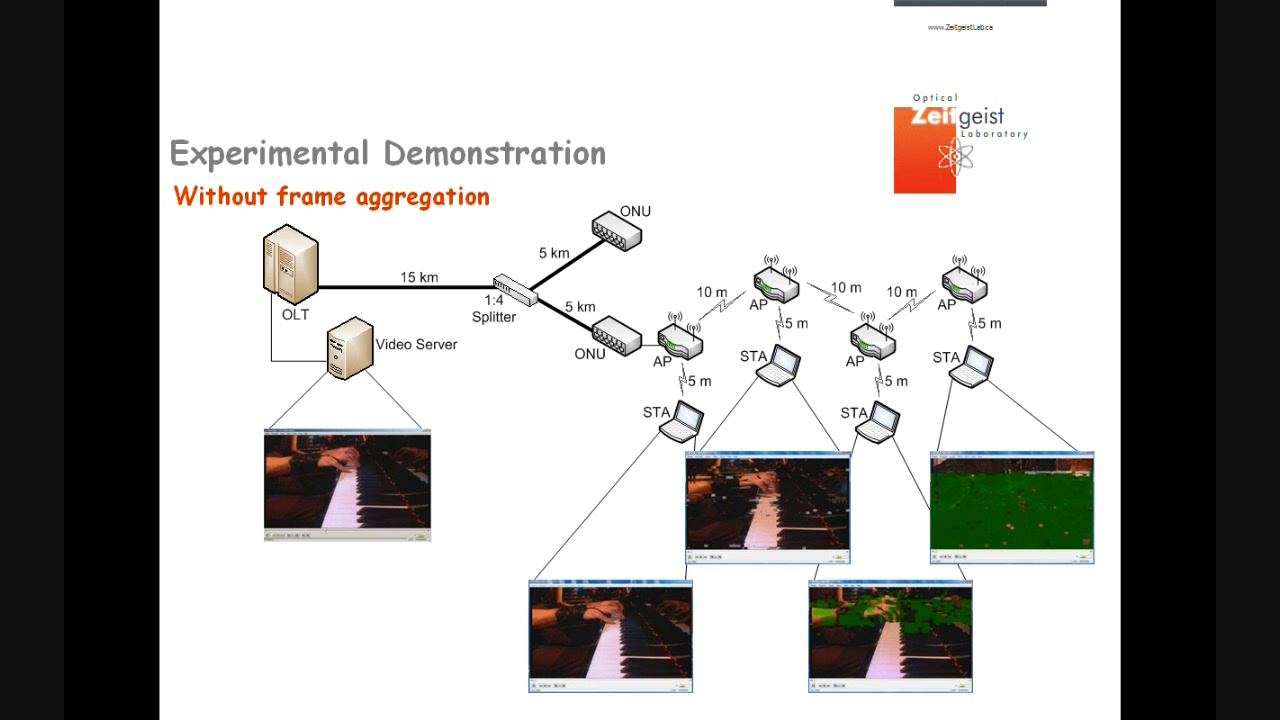 www.ZeitgeistLab.ca
Optical
Zeitgeist
Laboratory
Experimental Demonstration
Without frame aggregation
ONU
5 km
15 km
OLT
1:4
Splitter
5 km
ONU
Video Server
AP
10 m
AP
10 m
10 m
AP
AP
5 m
5 m
5 m
5 m
STA
STA
STA
STA